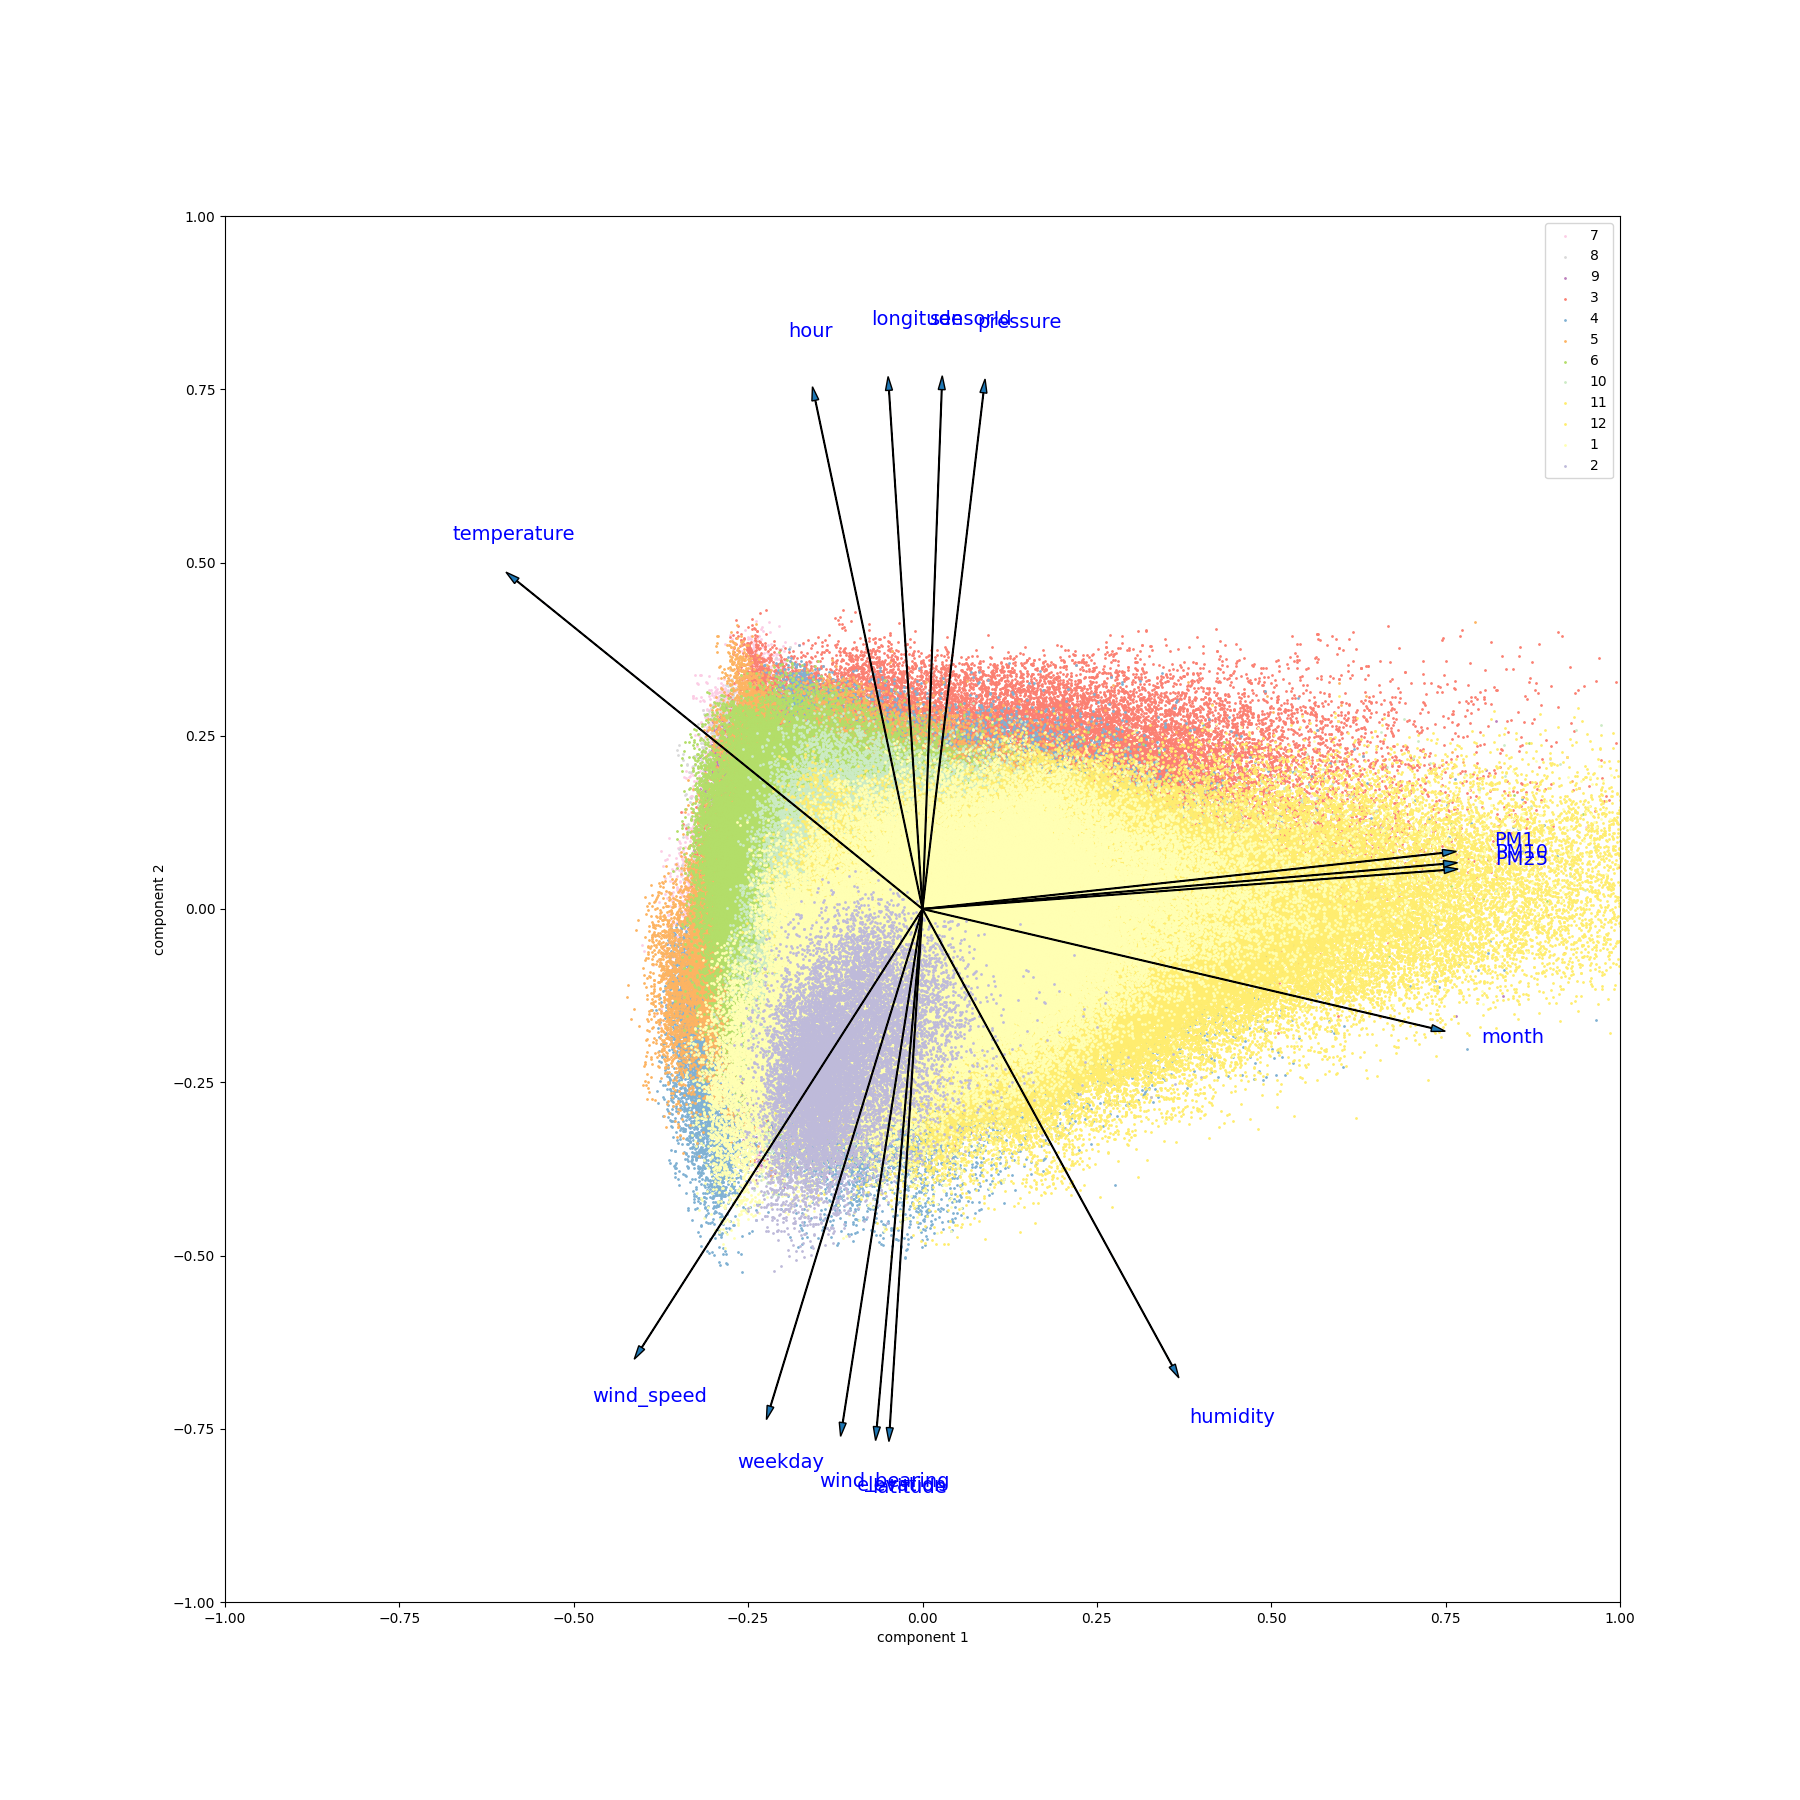 1.00
0.75
0.50
0.25
0.00
−0.25
−0.50
−0.75
−1.00
component 2
7
8
9
3
4
5
6
10
11
12
1
2
hour
longitude
sensorId
pressure
temperature
PM1
PM10
PM25
month
wind_speed
humidity
weekday
wind_bearing
elevation
latitude
−1.00 −0.75 −0.50 −0.25 0.00 0.25 0.50 0.75 1.00
component 1